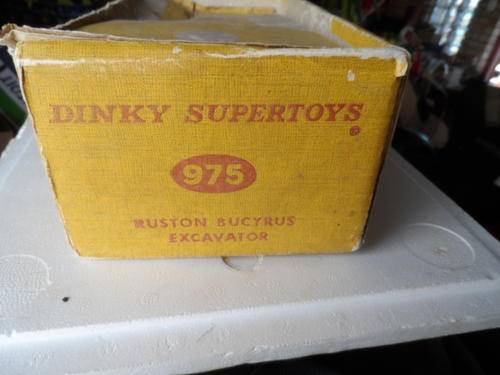 DINKY SUPERTOYS
®
975
RUSTON BUCYRUS
EXCAVATOR